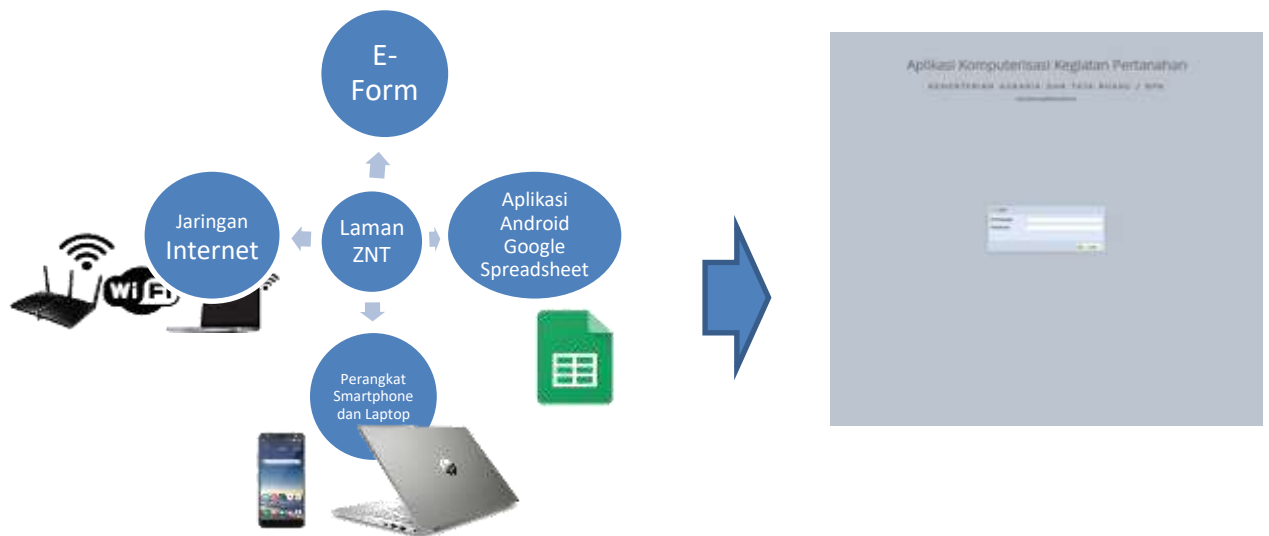 E-
Form
Jaringan
Internet
Laman
ZNT
Aplikasi
Android
Google
Spreadsheet
Perangkat
Smartphone
dan Laptop
WiFi
Aplikasi Komputerisasi Kegiatan Pertanahan
KEMENTERIAN AGRARIA DAN TATA RUANG / BPN